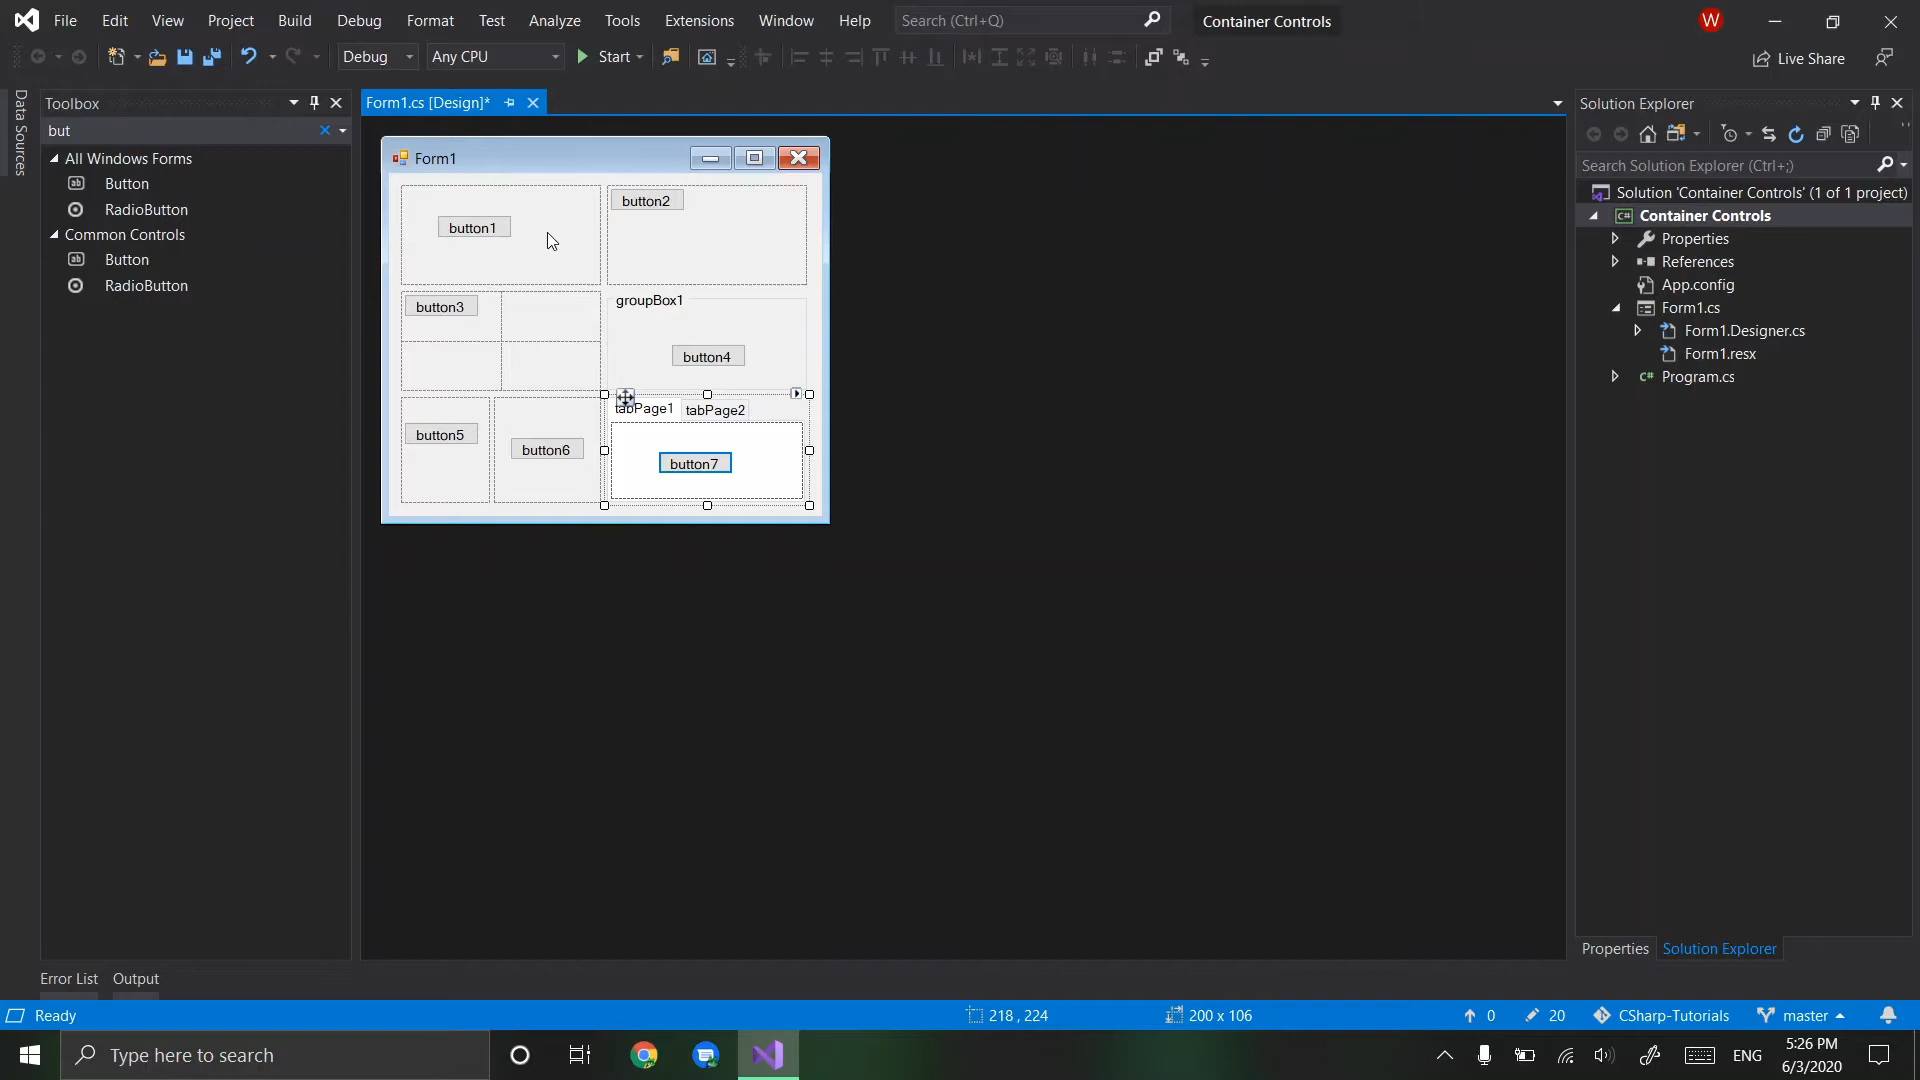 File Edit View Project Build Debug Format Test Analyze Tools Extensions Window Help Search (Ctrl+Q) Container Controls W
Debug Any CPU Start Live Share
Data Sources
Toolbox
but
All Windows Forms
Button
RadioButton
Common Controls
Button
RadioButton
Form1.cs [Design]*
Form1
button1
button2
button3
groupBox1
button4
tabPage1 tabPage2
button5
button6
button7
Solution Explorer
Search Solution Explorer (Ctrl+;)
Solution 'Container Controls' (1 of 1 project)
C# Container Controls
Properties
References
App.config
Form1.cs
Form1.Designer.cs
Form1.resx
C# Program.cs
Properties Solution Explorer
Error List Output
Ready 218 , 224 200 x 106 0 20 CSharp-Tutorials master
Type here to search ENG 5:26 PM
6/3/2020